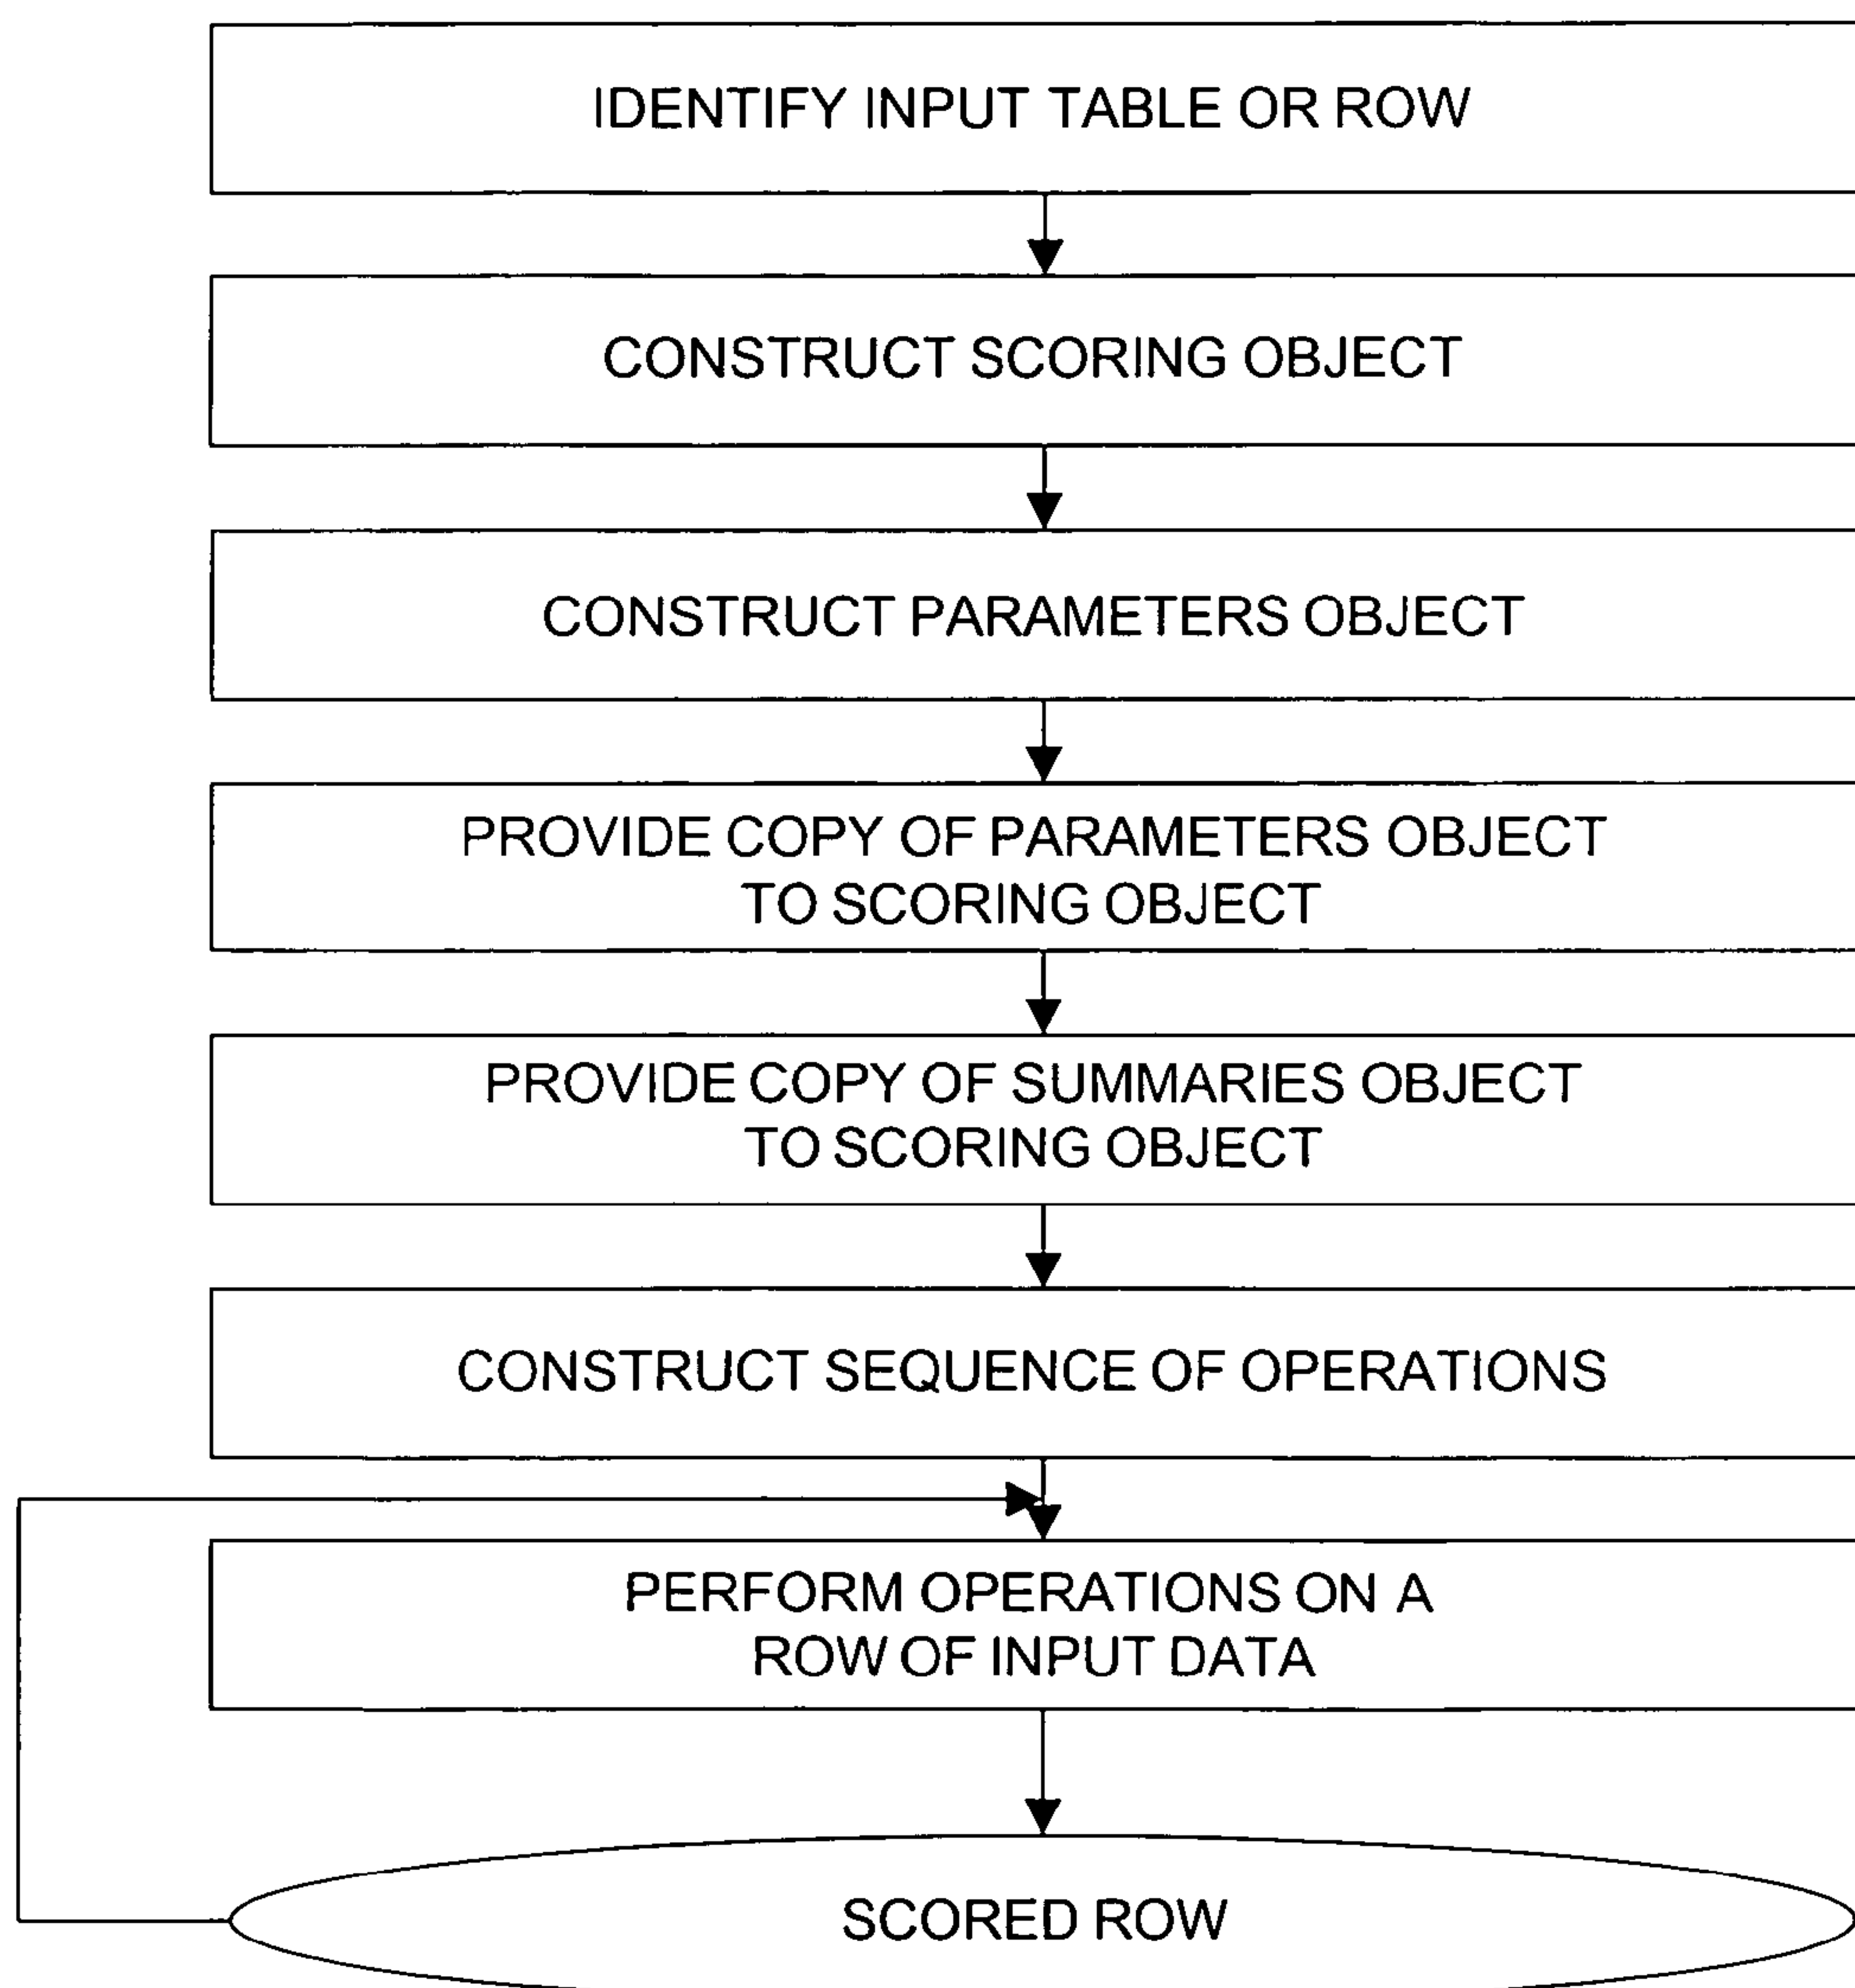 IDENTIFY INPUT TABLE OR ROW
CONSTRUCT SCORING OBJECT
CONSTRUCT PARAMETERS OBJECT
PROVIDE COPY OF PARAMETERS OBJECT
TO SCORING OBJECT
PROVIDE COPY OF SUMMARIES OBJECT
TO SCORING OBJECT
CONSTRUCT SEQUENCE OF OPERATIONS
PERFORM OPERATIONS ON A
ROW OF INPUT DATA
SCORED ROW